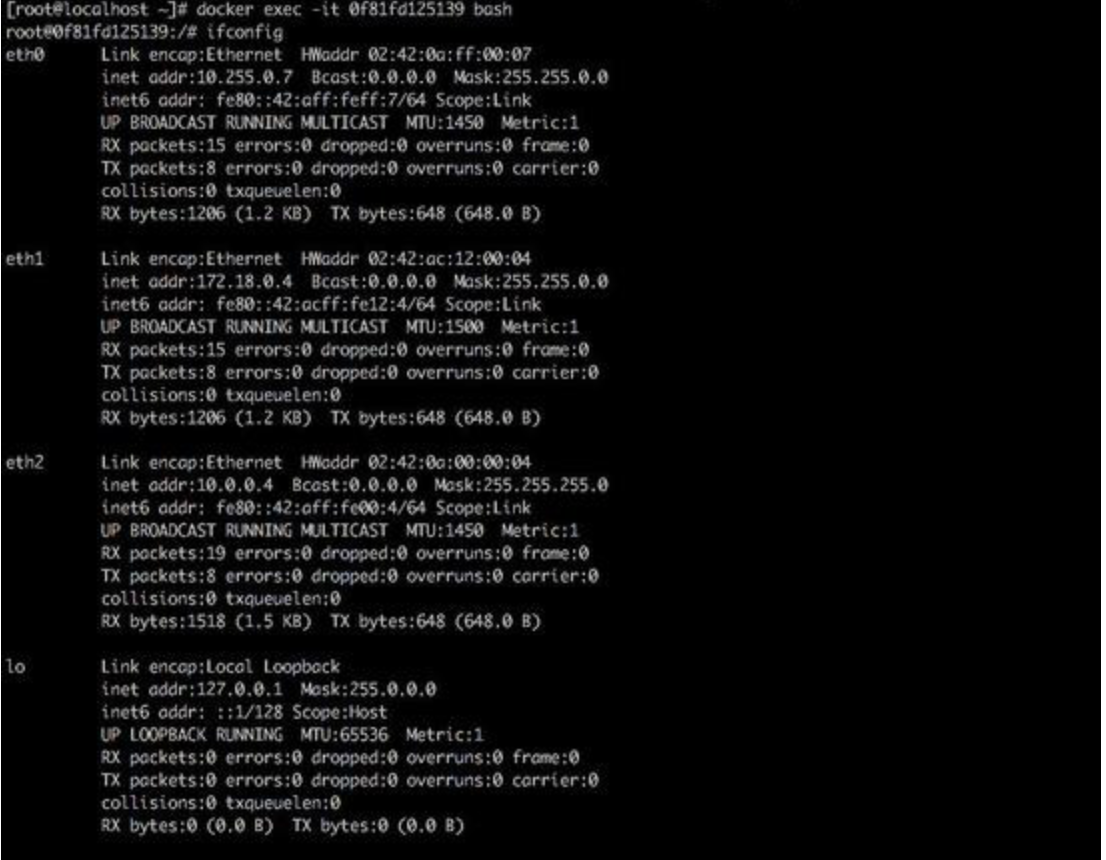 [root@localhost ~]# docker exec -it 0f81fd125139 bash
root@0f81fd125139:/# ifconfig
eth0 Link encap:Ethernet HWaddr 02:42:0a:ff:00:07
inet addr:10.255.0.7 Bcast:0.0.0.0 Mask:255.255.0.0
inet6 addr: fe80::42:aff:feff:7/64 Scope:Link
UP BROADCAST RUNNING MULTICAST MTU:1450 Metric:1
RX packets:15 errors:0 dropped:0 overruns:0 frame:0
TX packets:8 errors:0 dropped:0 overruns:0 carrier:0
collisions:0 txqueuelen:0
RX bytes:1206 (1.2 KB) TX bytes:648 (648.0 B)
eth1 Link encap:Ethernet HWaddr 02:42:ac:12:00:04
inet addr:172.18.0.4 Bcast:0.0.0.0 Mask:255.255.0.0
inet6 addr: fe80::42:acff:fe12:4/64 Scope:Link
UP BROADCAST RUNNING MULTICAST MTU:1500 Metric:1
RX packets:15 errors:0 dropped:0 overruns:0 frame:0
TX packets:8 errors:0 dropped:0 overruns:0 carrier:0
collisions:0 txqueuelen:0
RX bytes:1206 (1.2 KB) TX bytes:648 (648.0 B)
eth2 Link encap:Ethernet HWaddr 02:42:0a:00:00:04
inet addr:10.0.0.4 Bcast:0.0.0.0 Mask:255.255.255.0
inet6 addr: fe80::42:aff:fe00:4/64 Scope:Link
UP BROADCAST RUNNING MULTICAST MTU:1450 Metric:1
RX packets:19 errors:0 dropped:0 overruns:0 frame:0
TX packets:8 errors:0 dropped:0 overruns:0 carrier:0
collisions:0 txqueuelen:0
RX bytes:1518 (1.5 KB) TX bytes:648 (648.0 B)
lo Link encap:Local Loopback
inet addr:127.0.0.1 Mask:255.0.0.0
inet6 addr: ::1/128 Scope:Host
UP LOOPBACK RUNNING MTU:65536 Metric:1
RX packets:0 errors:0 dropped:0 overruns:0 frame:0
TX packets:0 errors:0 dropped:0 overruns:0 carrier:0
collisions:0 txqueuelen:0
RX bytes:0 (0.0 B) TX bytes:0 (0.0 B)